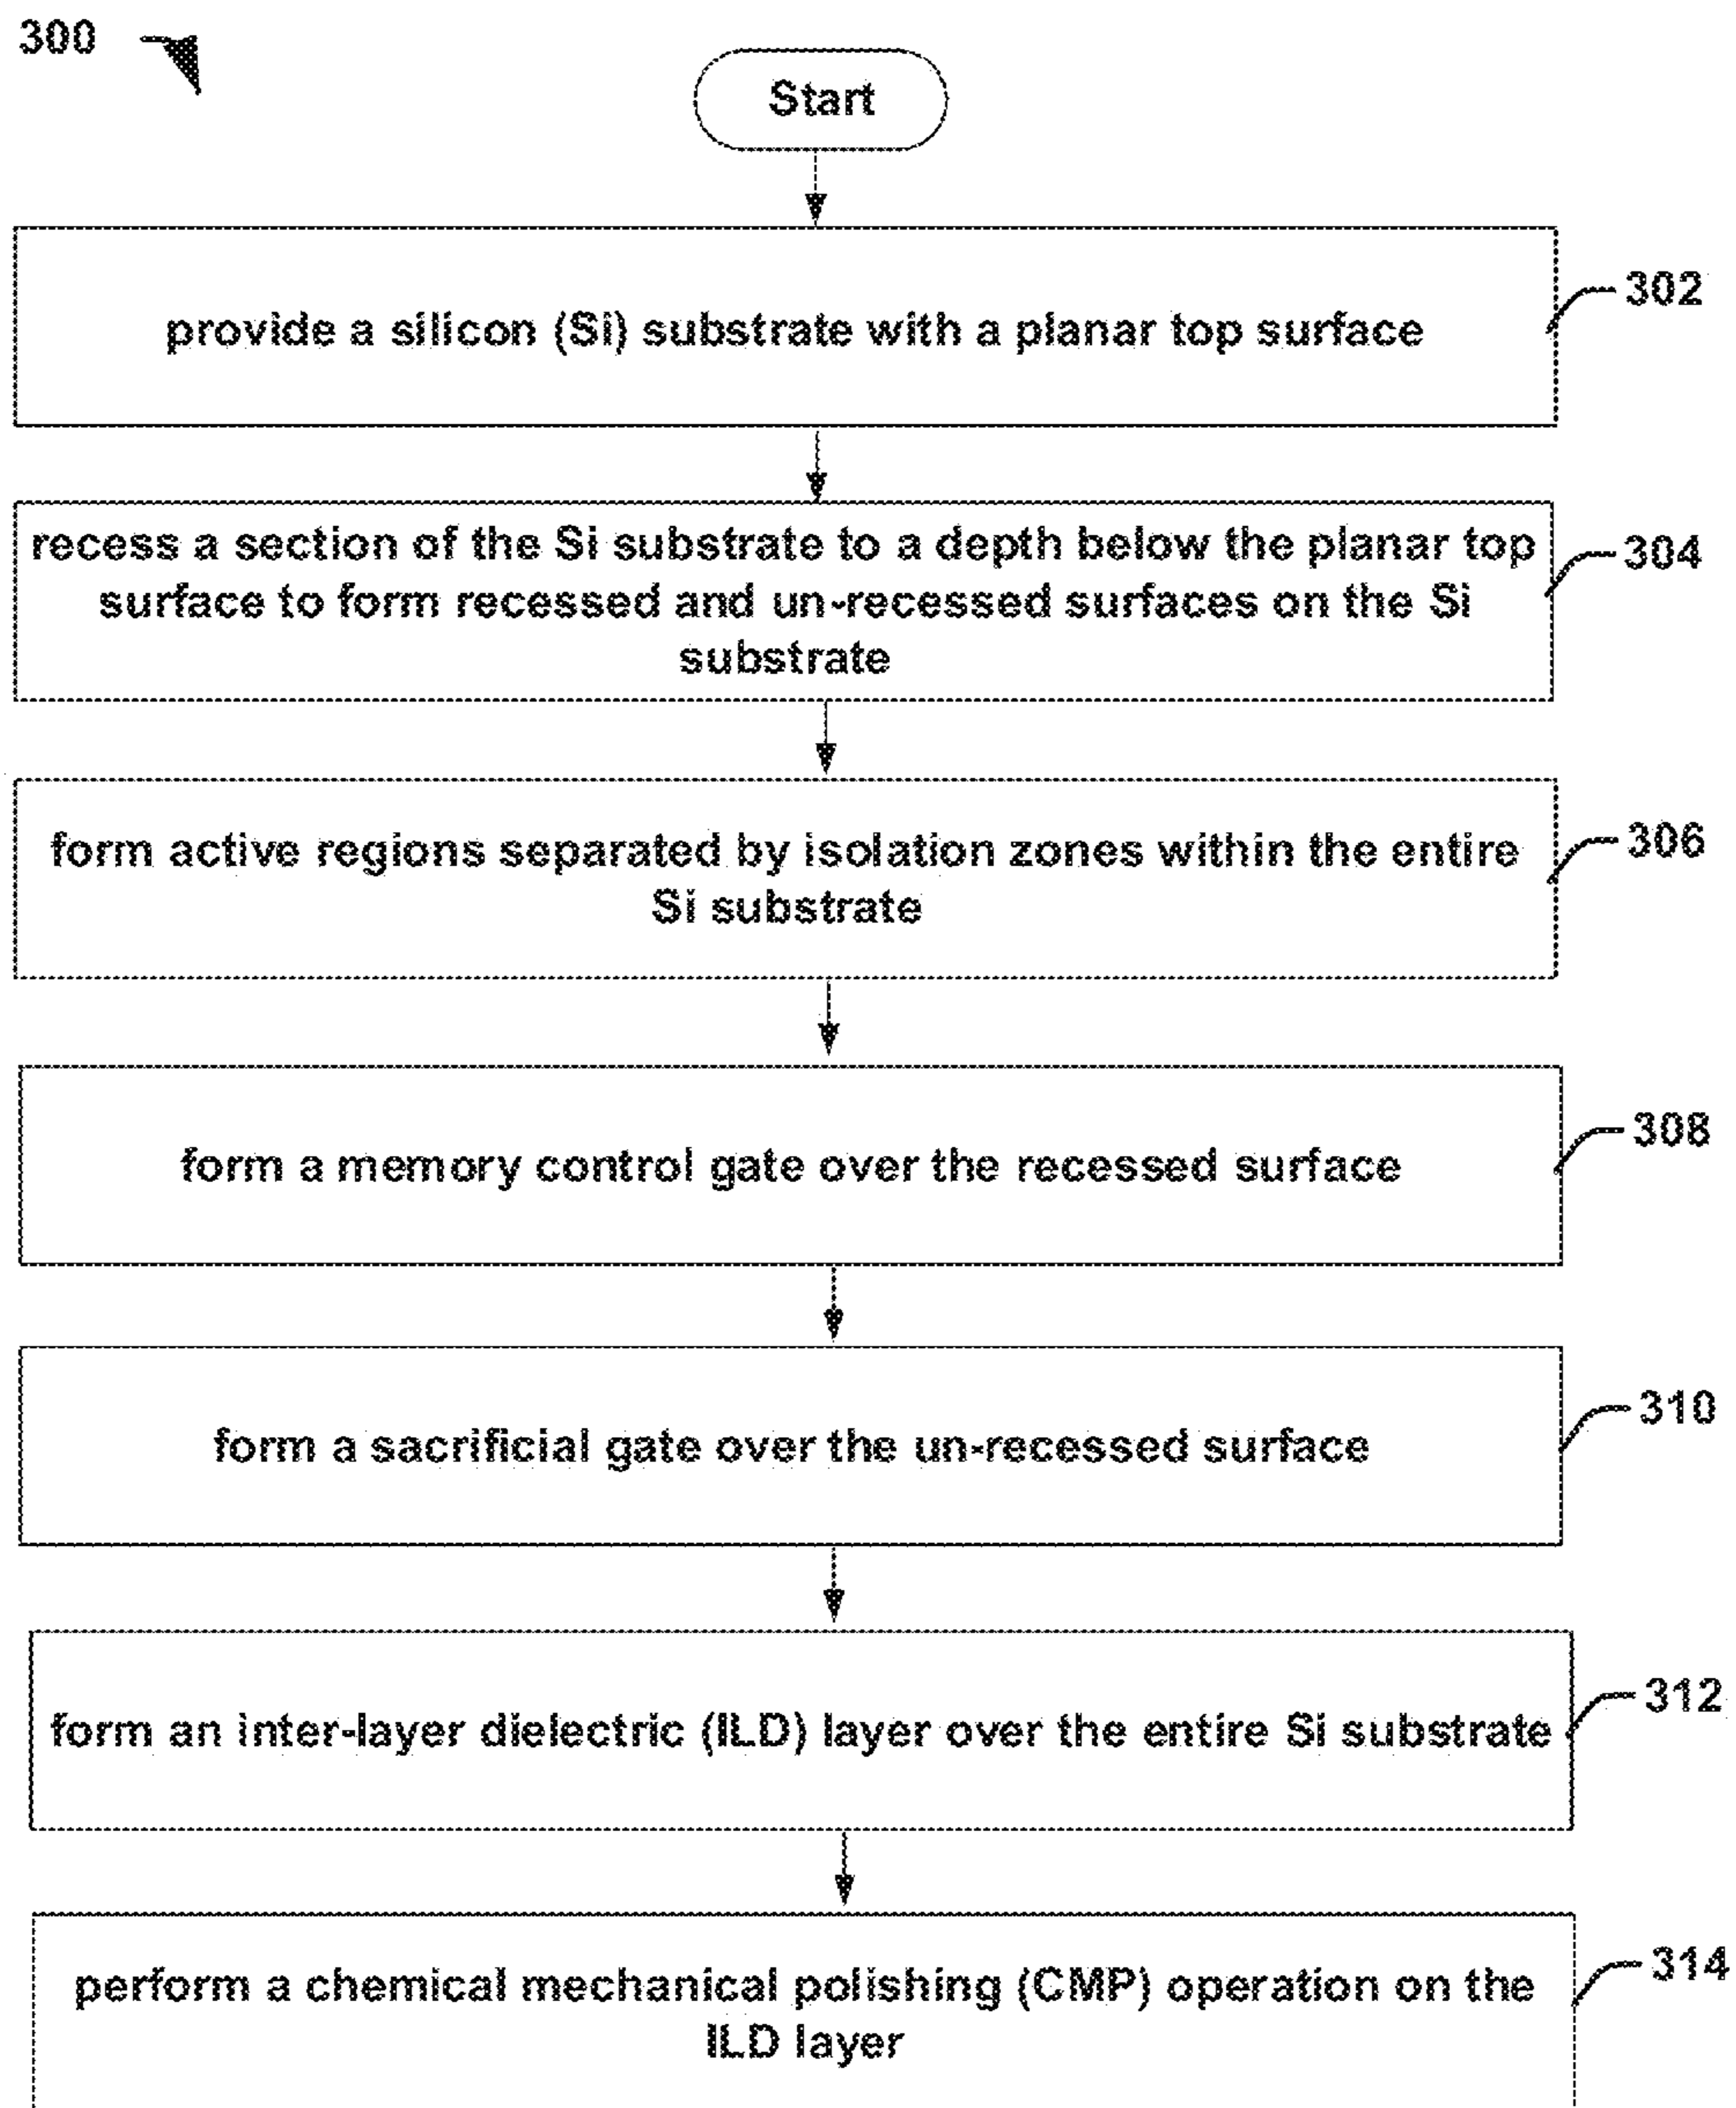 300
Start
provide a silicon (Si) substrate with a planar top surface
302
recess a section of the Si substrate to a depth below the planar top
surface to form recessed and un-recessed surfaces on the Si
substrate
304
form active regions separated by isolation zones within the entire
Si substrate
306
form a memory control gate over the recessed surface
308
form a sacrificial gate over the un-recessed surface
310
form an inter-layer dielectric (ILD) layer over the entire Si substrate
312
perform a chemical mechanical polishing (CMP) operation on the
ILD layer
314